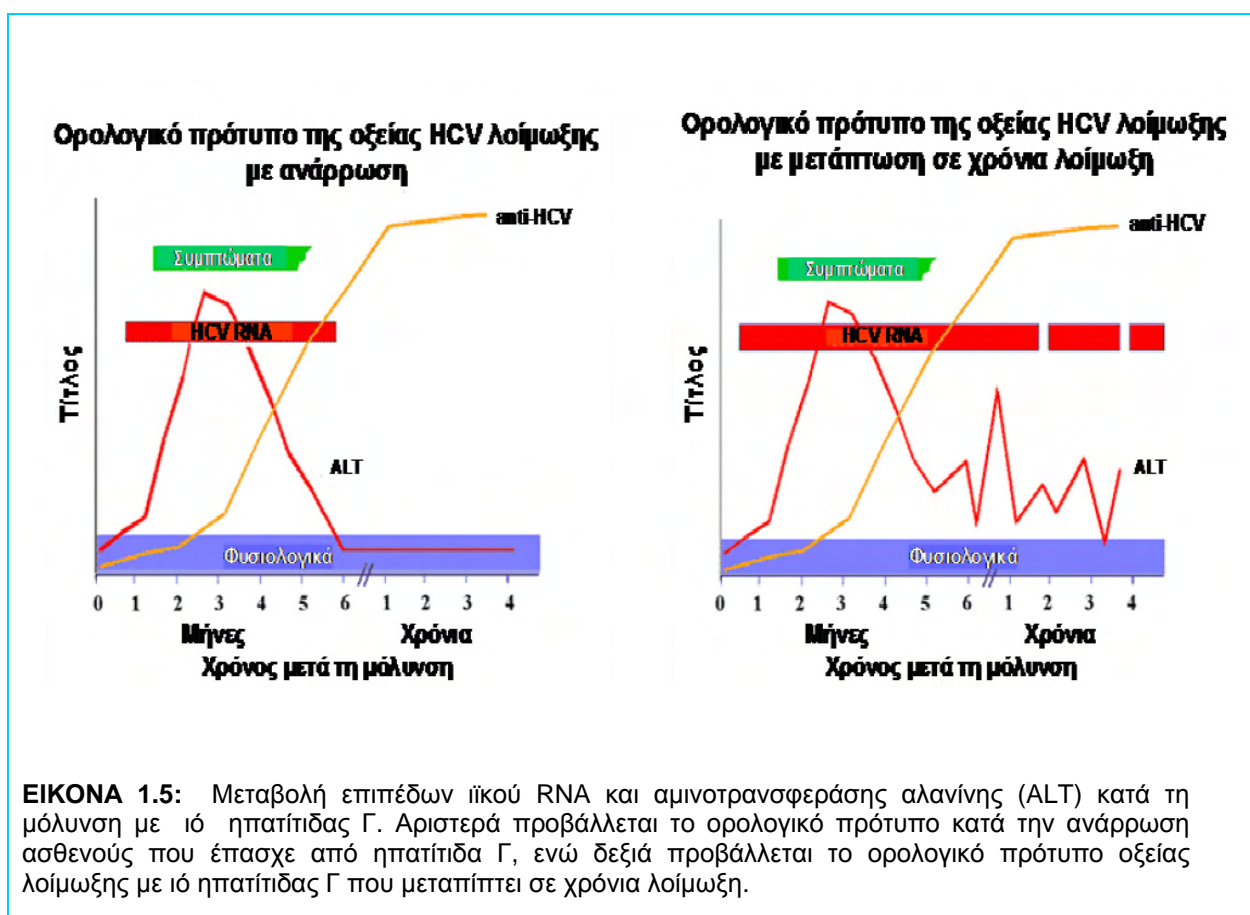 Ορολογικό πρότυπο της οξείας HCV λοίμωξης
με ανάρρωση
anti-HCV
Συμπτώματα
HCV RNA
Τίτλος
ALT
Φυσιολογικά
0 1 2 3 4 5 6 1 2 3 4
Μήνες Χρόνια
Χρόνος μετά τη μόλυνση
Ορολογικό πρότυπο της οξείας HCV λοίμωξης
με μετάπτωση σε χρόνια λοίμωξη
anti-HCV
Συμπτώματα
HCV RNA
Τίτλος
ALT
Φυσιολογικά
0 1 2 3 4 5 6 1 2 3 4
Μήνες Χρόνια
Χρόνος μετά τη μόλυνση
ΕΙΚΟΝΑ 1.5: Μεταβολή επιπέδων ιϊκού RNA και αμινοτρανσφεράσης αλανίνης (ALT) κατά τη
μόλυνση με ιό ηπατίτιδας Γ. Αριστερά προβάλλεται το ορολογικό πρότυπο κατά την ανάρρωση
ασθενούς που έπασχε από ηπατίτιδα Γ, ενώ δεξιά προβάλλεται το ορολογικό πρότυπο οξείας
λοίμωξης με ιό ηπατίτιδας Γ που μεταπίπτει σε χρόνια λοίμωξη.